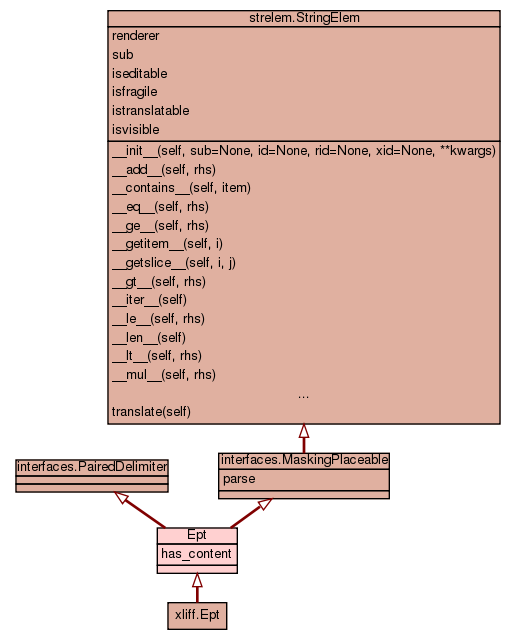 strelem.StringElem
renderer
sub
iseditable
isfragile
istranslatable
isvisible
__init__(self, sub=None, id=None, rid=None, xid=None, **kwargs)
__add__(self, rhs)
__contains__(self, item)
__eq__(self, rhs)
__ge__(self, rhs)
__getitem__(self, i)
__getslice__(self, i, j)
__gt__(self, rhs)
__iter__(self)
__le__(self, rhs)
__len__(self)
__lt__(self, rhs)
__mul__(self, rhs)
...
translate(self)
interfaces.PairedDelimiter
interfaces.MaskingPlaceable
parse
Ept
has_content
xliff.Ept